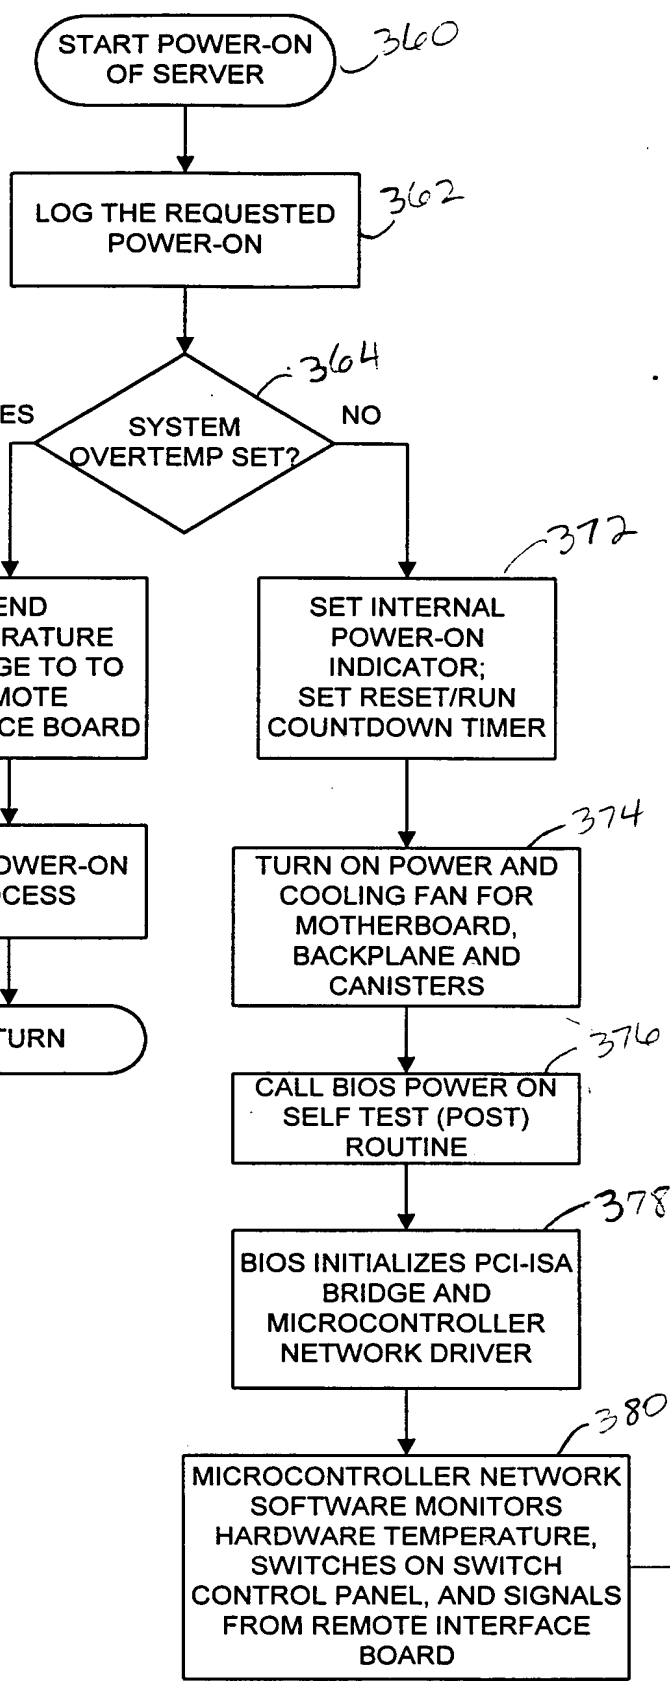 START POWER-ON
OF SERVER
360
LOG THE REQUESTED
POWER-ON
362
364
SYSTEM
OVERTEMP SET?
ES
NO
END
RATURE
GE TO TO
MOTE
CE BOARD
OWER-ON
CESS
TURN
372
SET INTERNAL
POWER-ON
INDICATOR;
SET RESET/RUN
COUNTDOWN TIMER
374
TURN ON POWER AND
COOLING FAN FOR
MOTHERBOARD,
BACKPLANE AND
CANISTERS
376
CALL BIOS POWER ON
SELF TEST (POST)
ROUTINE
378
BIOS INITIALIZES PCI-ISA
BRIDGE AND
MICROCONTROLLER
NETWORK DRIVER
380
MICROCONTROLLER NETWORK
SOFTWARE MONITORS
HARDWARE TEMPERATURE,
SWITCHES ON SWITCH
CONTROL PANEL, AND SIGNALS
FROM REMOTE INTERFACE
BOARD